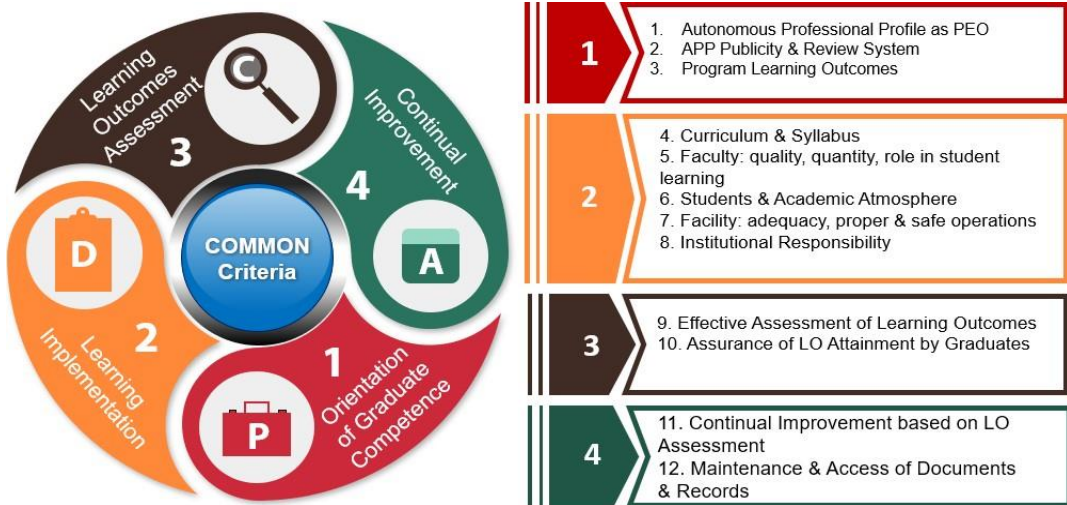 Learning
Outcomes
Assessment
3
C
Continual
Improvement
4
A
COMMON
Criteria
D
2
Learning
Implementation
1
Orientation
of Graduate
Competence
P
1
1. Autonomous Professional Profile as PEO
2. APP Publicity & Review System
3. Program Learning Outcomes
2
4. Curriculum & Syllabus
5. Faculty: quality, quantity, role in student
learning
6. Students & Academic Atmosphere
7. Facility: adequacy, proper & safe operations
8. Institutional Responsibility
3
9. Effective Assessment of Learning Outcomes
10. Assurance of LO Attainment by Graduates
4
11. Continual Improvement based on LO
Assessment
12. Maintenance & Access of Documents
& Records